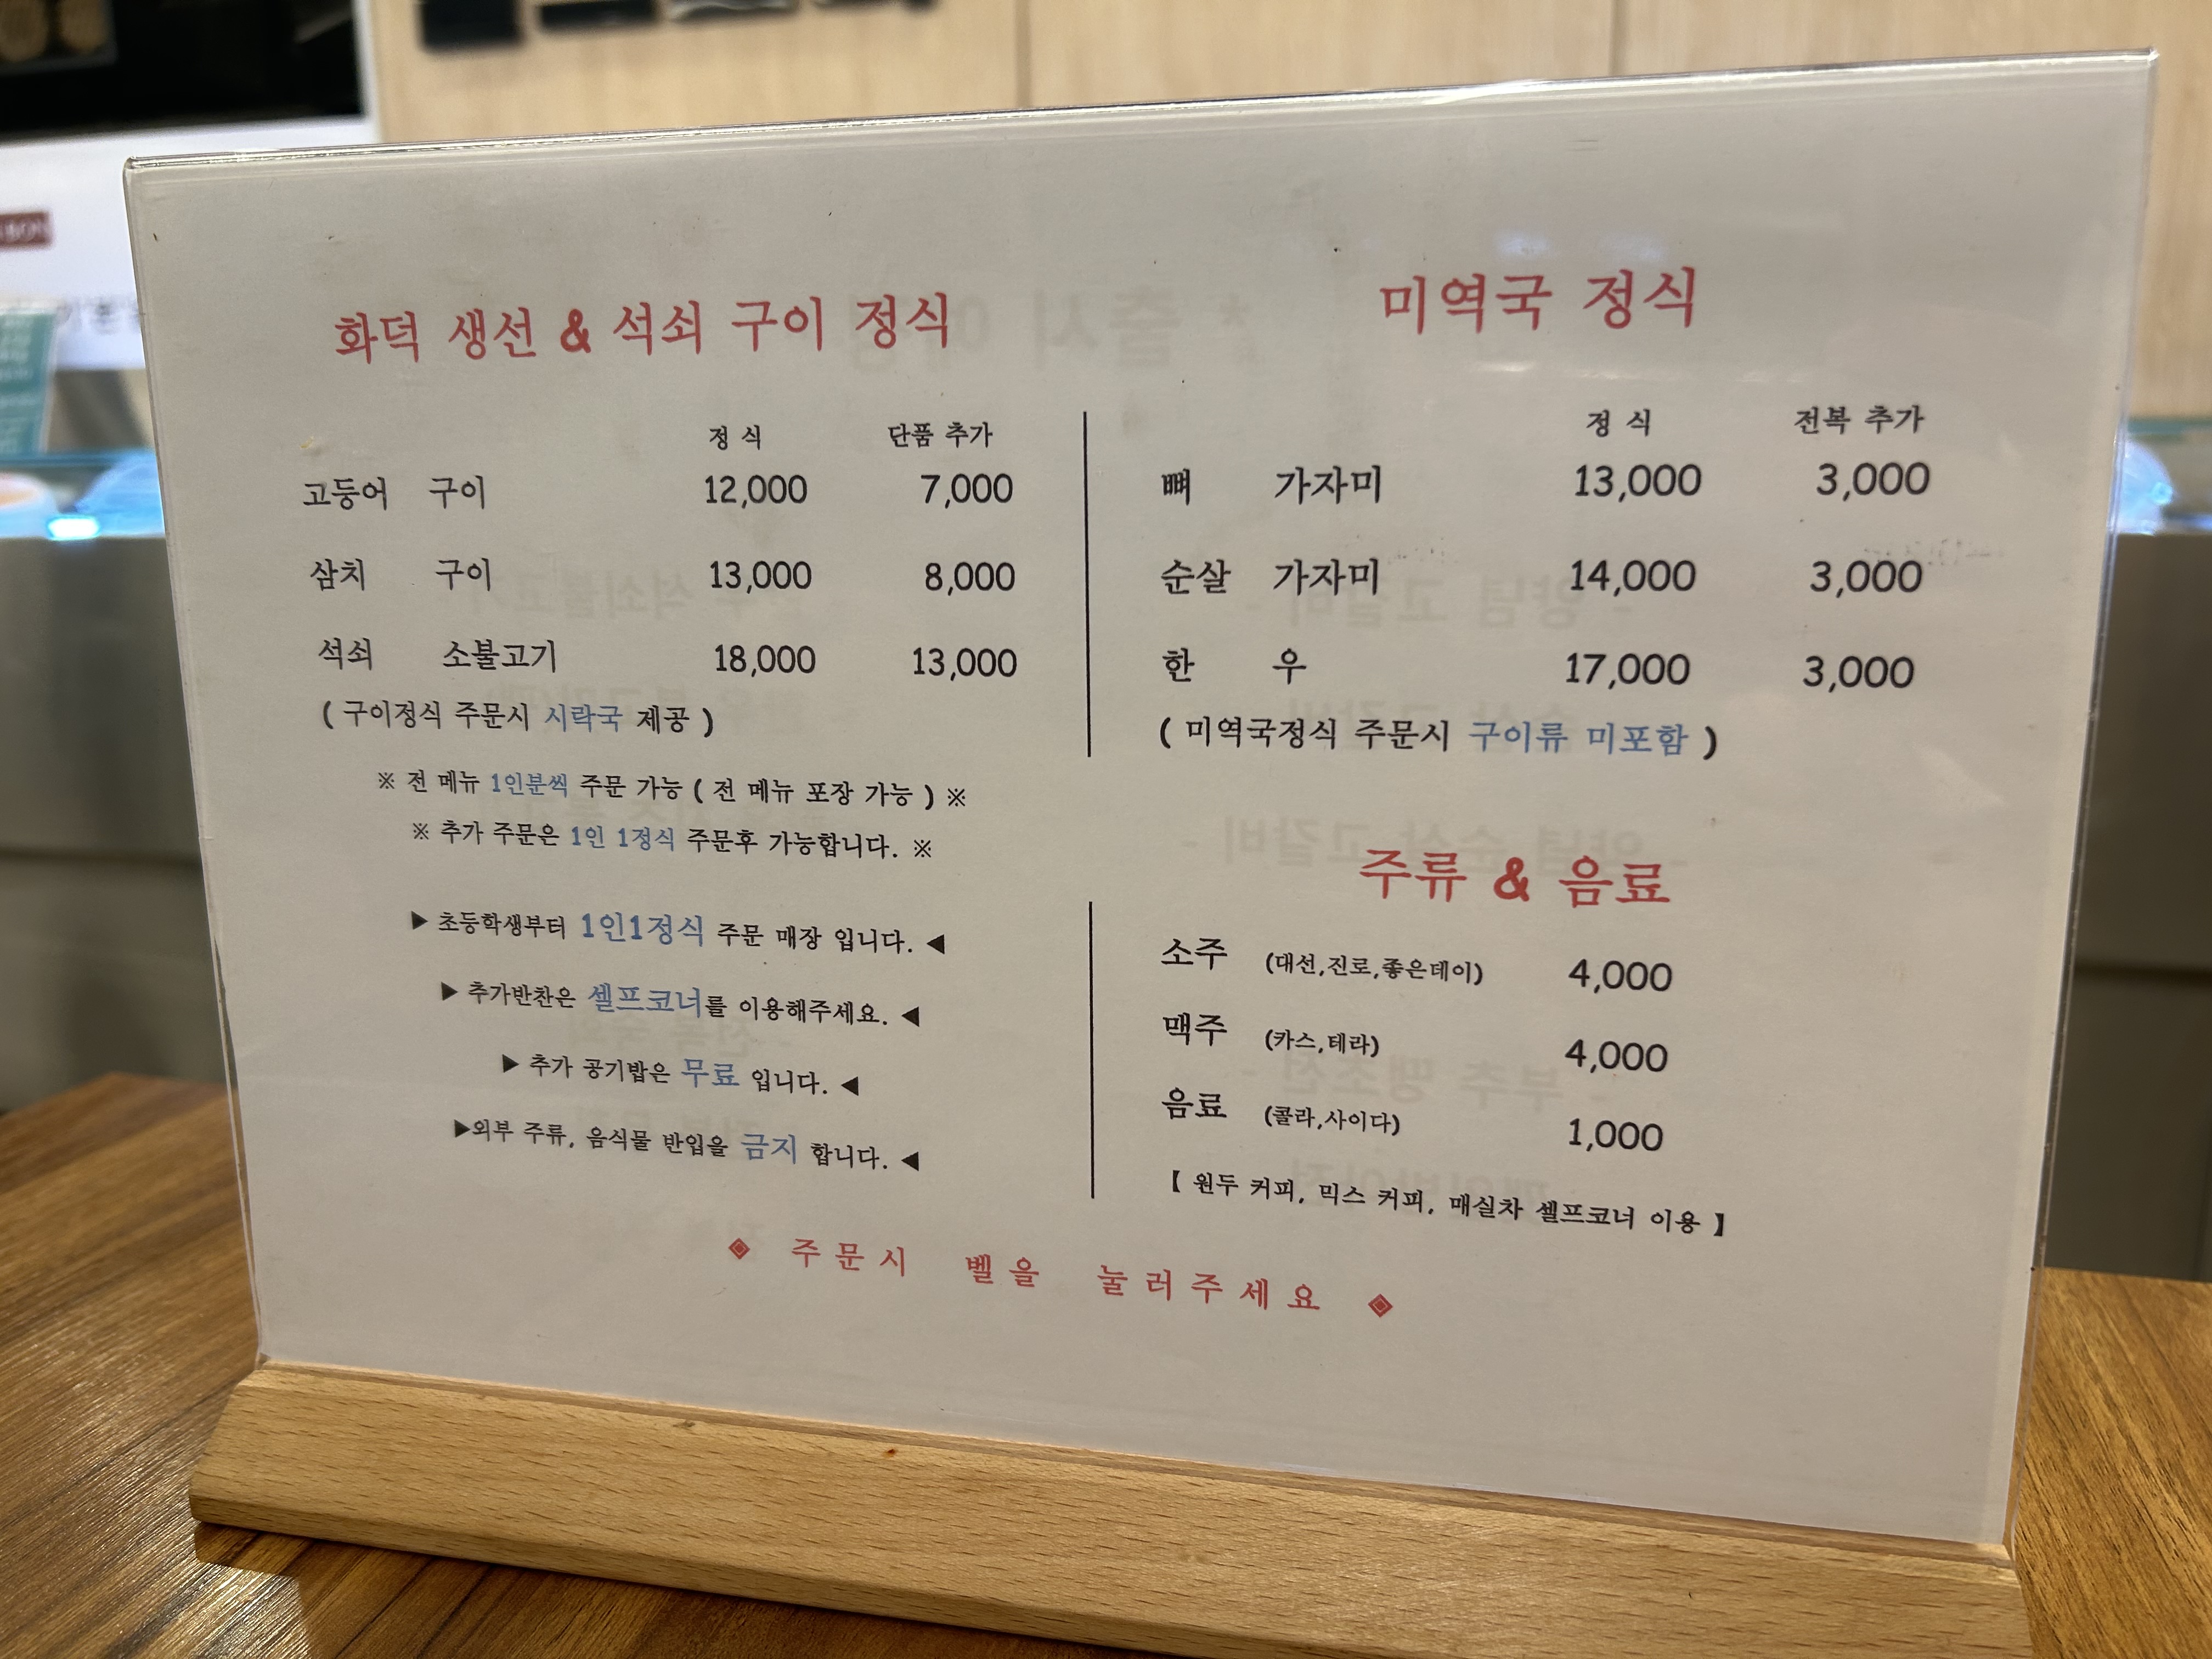 화덕 생선 & 석쇠 구이 정식
정 식 단품 추가
고등어 구이 12,000 7,000
삼치 구이 13,000 8,000
석쇠 소불고기 18,000 13,000
( 구이정식 주문시 시락국 제공 )
※ 전 메뉴 1인분씩 주문 가능 ( 전 메뉴 포장 가능 ) ※
※ 추가 주문은 1인 1정식 주문후 가능합니다. ※
▶ 초등학생부터 1인1정식 주문 매장 입니다. ◀
▶ 추가반찬은 셀프코너를 이용해주세요. ◀
▶ 추가 공기밥은 무료 입니다. ◀
▶외부 주류, 음식물 반입을 금지 합니다. ◀
미역국 정식
정 식 전복 추가
뼈 가자미 13,000 3,000
순살 가자미 14,000 3,000
한 우 17,000 3,000
( 미역국정식 주문시 구이류 미포함 )
주류 & 음료
소주 (대선,진로,좋은데이) 4,000
맥주 (카스,테라) 4,000
음료 (콜라,사이다) 1,000
【 원두 커피, 믹스 커피, 매실차 셀프코너 이용 】
◈ 주문시 벨을 눌러주세요 ◈